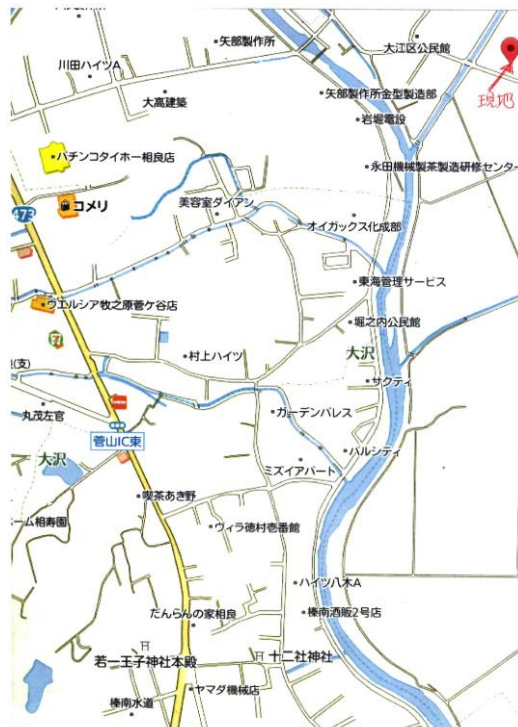 矢部製作所
大江区公民館
川田ハイツA
現地
大高建築
矢部製作所金型製造部
岩堀電設
パチンコタイホー相良店
永田機械製茶製造研修センター
コメリ
473
美容室ダイアン
オイガックス化成部
東海管理サービス
ウエルシア牧之原菅ケ谷店
堀之内公民館
7
村上ハイツ
大沢
(支)
サクティ
丸茂左官
ガーデンパレス
菅山IC東
パルシティ
大沢
ミズイアパート
喫茶あき野
ホーム相寿園
ヴィラ徳村壱番館
ハイツ八木A
だんらんの家相良
榛南酒販2号店
若一王子神社本殿
十二社神社
ヤマダ機械店
榛南水道